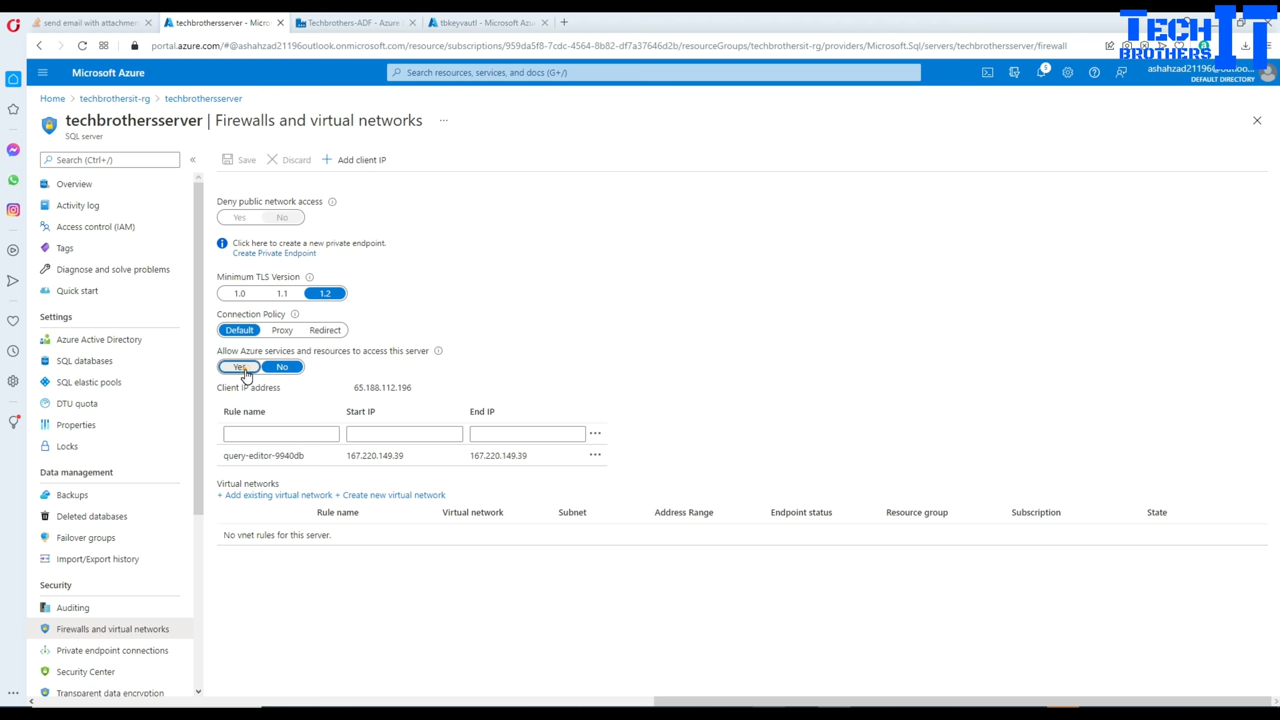 send email with attachmen
techbrothersserver - Micros
Techbrothers-ADF - Azure
tbkeyvautl - Microsoft Azu
TECH IT
BROTHERS
portal.azure.com/#@ashahzad21196outlook.onmicrosoft.com/resource/subscriptions/959da5f8-7cdc-4564-8b82-df7a37646d2b/resourceGroups/techbrothersit-rg/providers/Microsoft.Sql/servers/techbrothersserver/firewall
Microsoft Azure
Search resources, services, and docs (G+/)
5
ashahzad21196@outloo...
DEFAULT DIRECTORY
Home > techbrothersit-rg > techbrothersserver
techbrothersserver | Firewalls and virtual networks ...
SQL server
Search (Ctrl+/)
«
Save
Discard
Add client IP
Overview
Activity log
Access control (IAM)
Tags
Diagnose and solve problems
Quick start
Settings
Azure Active Directory
SQL databases
SQL elastic pools
DTU quota
Properties
Locks
Data management
Backups
Deleted databases
Failover groups
Import/Export history
Security
Auditing
Firewalls and virtual networks
Private endpoint connections
Security Center
Transparent data encryption
Deny public network access
Yes No
Click here to create a new private endpoint.
Create Private Endpoint
Minimum TLS Version
1.0 1.1 1.2
Connection Policy
Default Proxy Redirect
Allow Azure services and resources to access this server
Yes No
Client IP address 65.188.112.196
Rule name Start IP End IP
query-editor-9940db 167.220.149.39 167.220.149.39
Virtual networks
+ Add existing virtual network + Create new virtual network
Rule name Virtual network Subnet Address Range Endpoint status Resource group Subscription State
No vnet rules for this server.